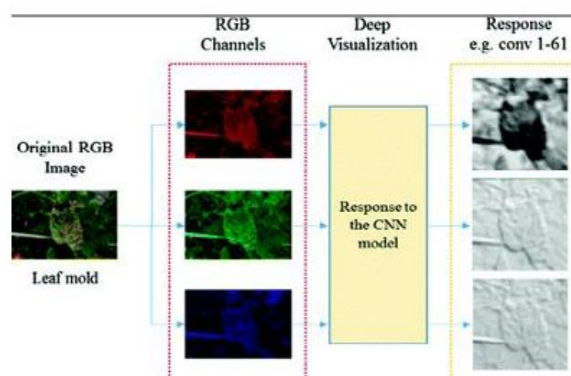 RGB
Channels
Deep
Visualization
Response
e.g. conv 1-61
Original RGB
Image
Leaf mold
Response to
the CNN
model